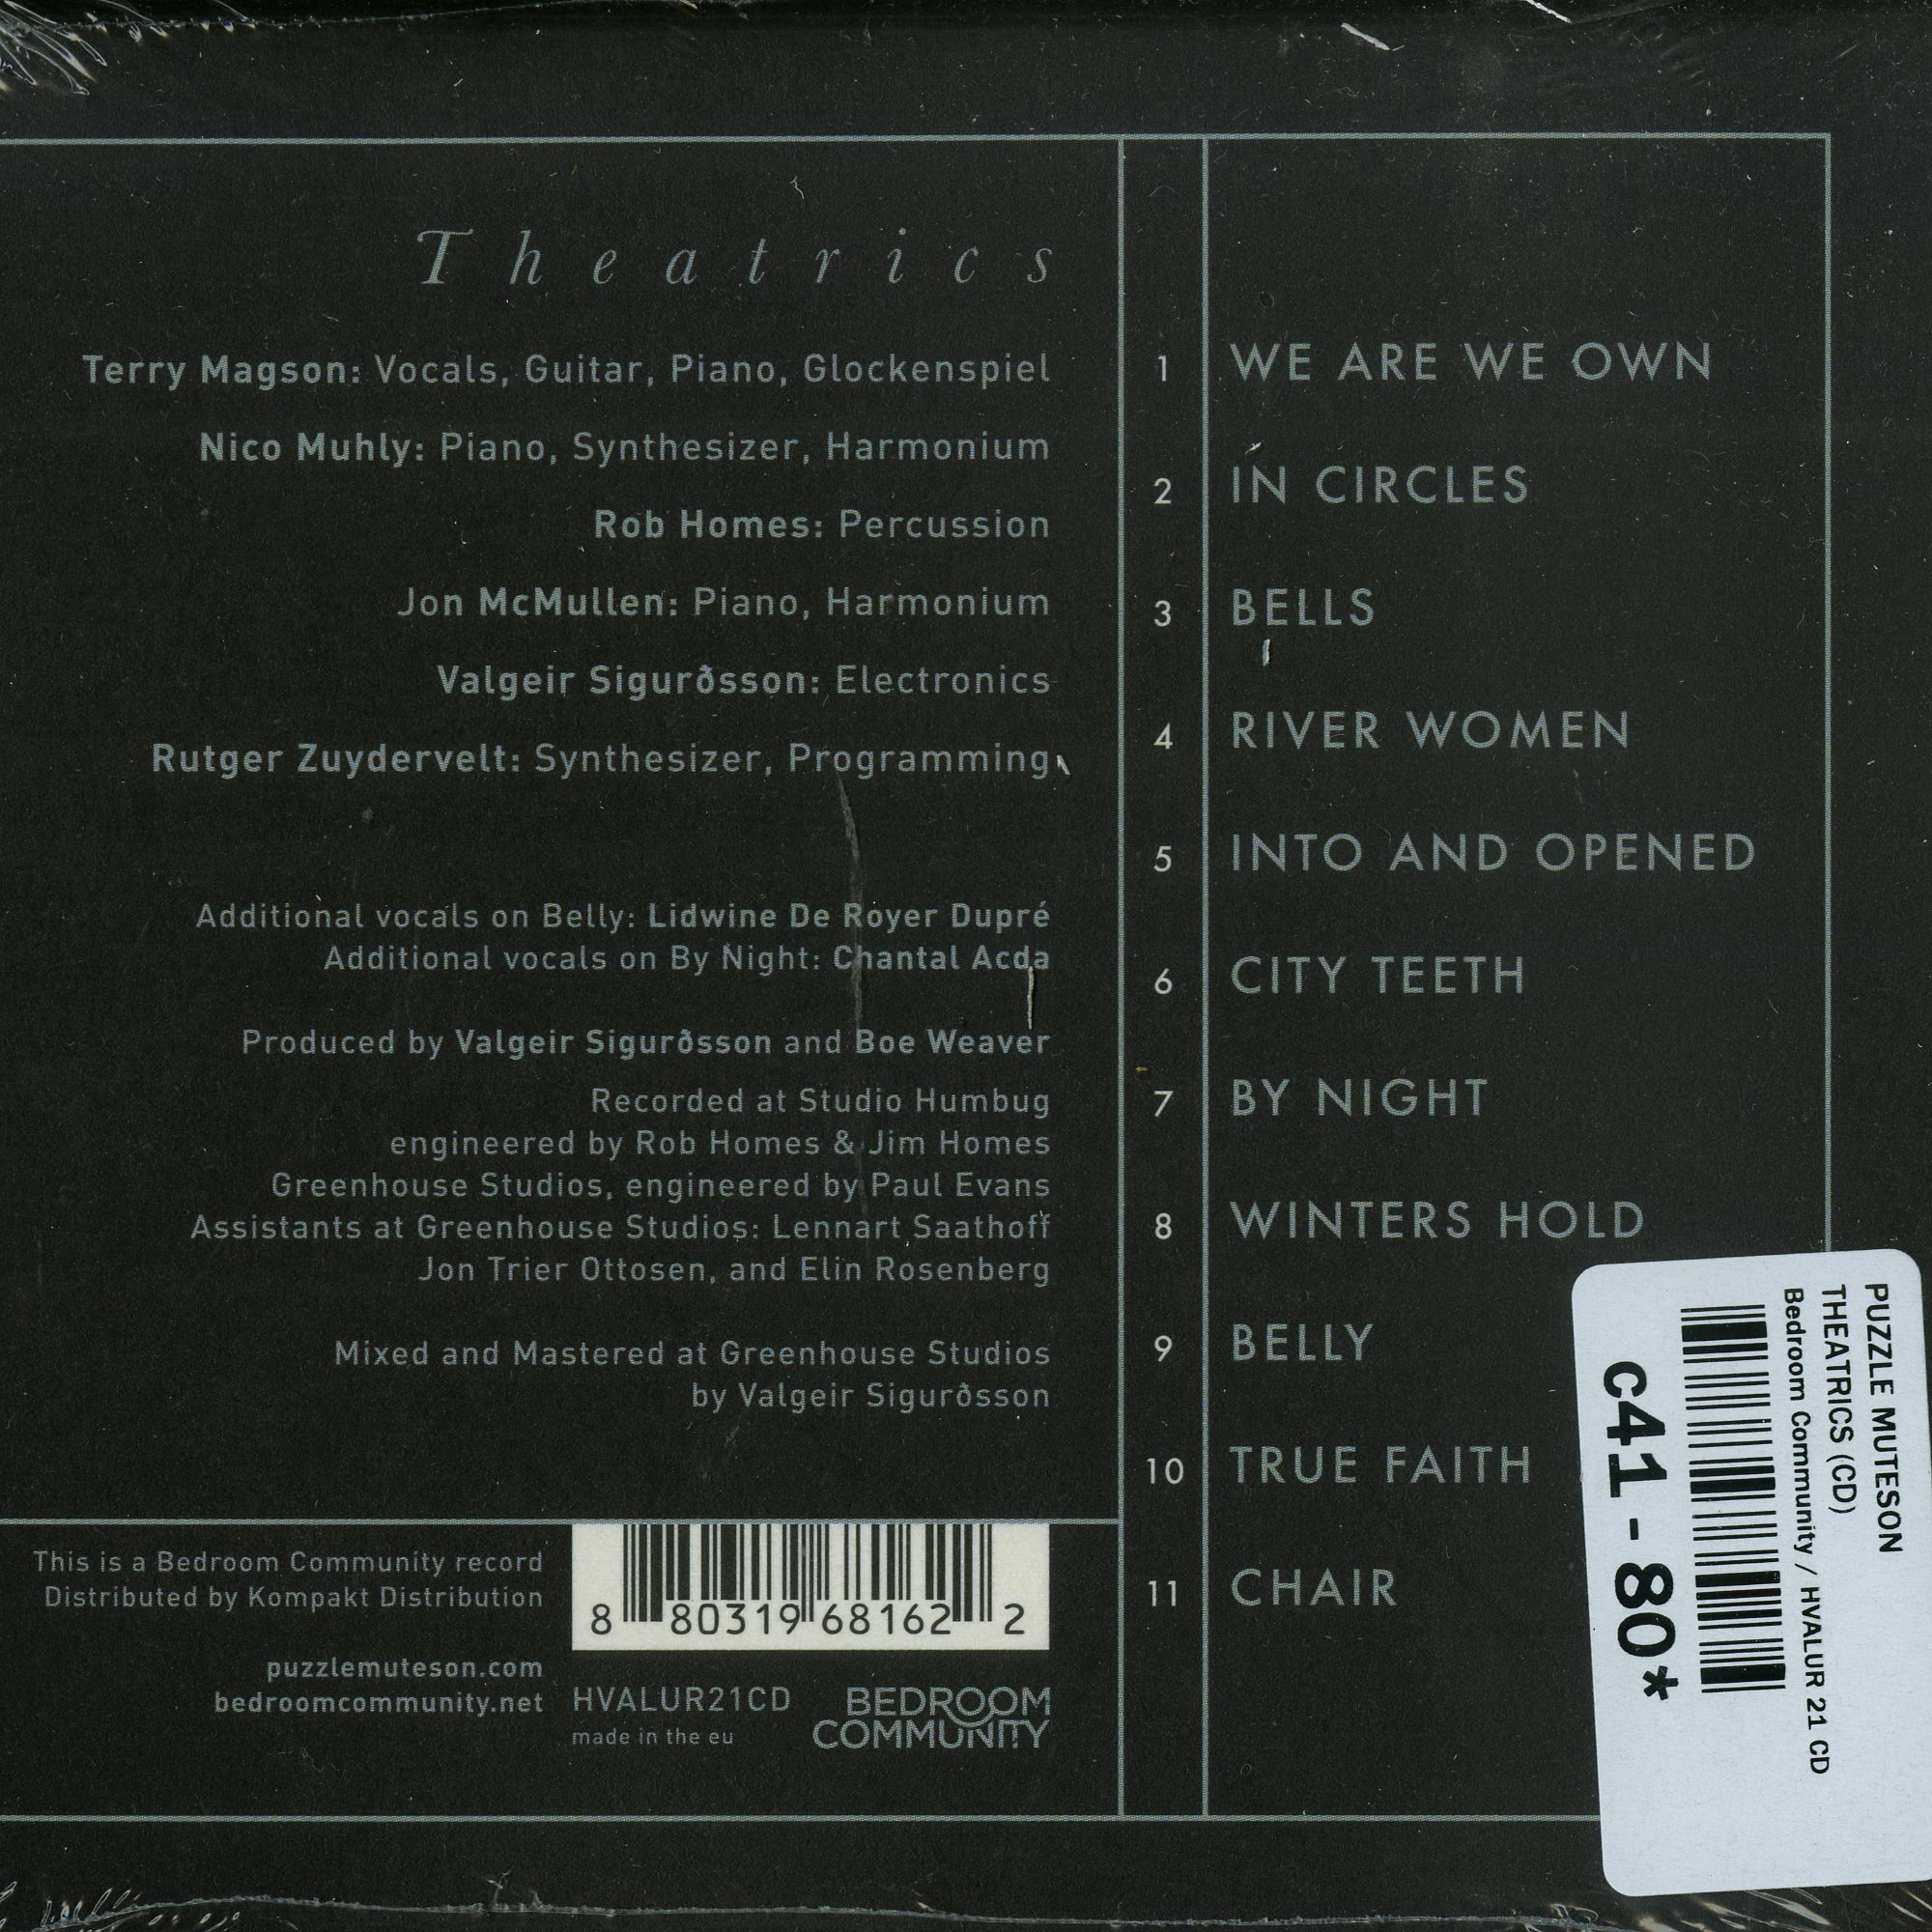 Theatrics
Terry Magson: Vocals, Guitar, Piano, Glockenspiel
Nico Muhly: Piano, Synthesizer, Harmonium
Rob Homes: Percussion
Jon McMullen: Piano, Harmonium
Valgeir Sigurðsson: Electronics
Rutger Zuydervelt: Synthesizer, Programming
Additional vocals on Belly: Lidwine De Royer Dupré
Additional vocals on By Night: Chantal Acda
Produced by Valgeir Sigurðsson and Boe Weaver
Recorded at Studio Humbug
engineered by Rob Homes & Jim Homes
Greenhouse Studios, engineered by Paul Evans
Assistants at Greenhouse Studios: Lennart Saathoff
Jon Trier Ottosen, and Elin Rosenberg
Mixed and Mastered at Greenhouse Studios
by Valgeir Sigurðsson
This is a Bedroom Community record
Distributed by Kompakt Distribution
puzzlemuteson.com
bedroomcommunity.net
8 80319 68162 2
HVALUR21CD
made in the eu
BEDROOM
COMMUNITY
1 WE ARE WE OWN
2 IN CIRCLES
3 BELLS
4 RIVER WOMEN
5 INTO AND OPENED
6 CITY TEETH
7 BY NIGHT
8 WINTERS HOLD
9 BELLY
10 TRUE FAITH
11 CHAIR
PUZZLE MUTESON
THEATRICS (CD)
Bedroom Community / HVALUR 21 CD
c41-80*